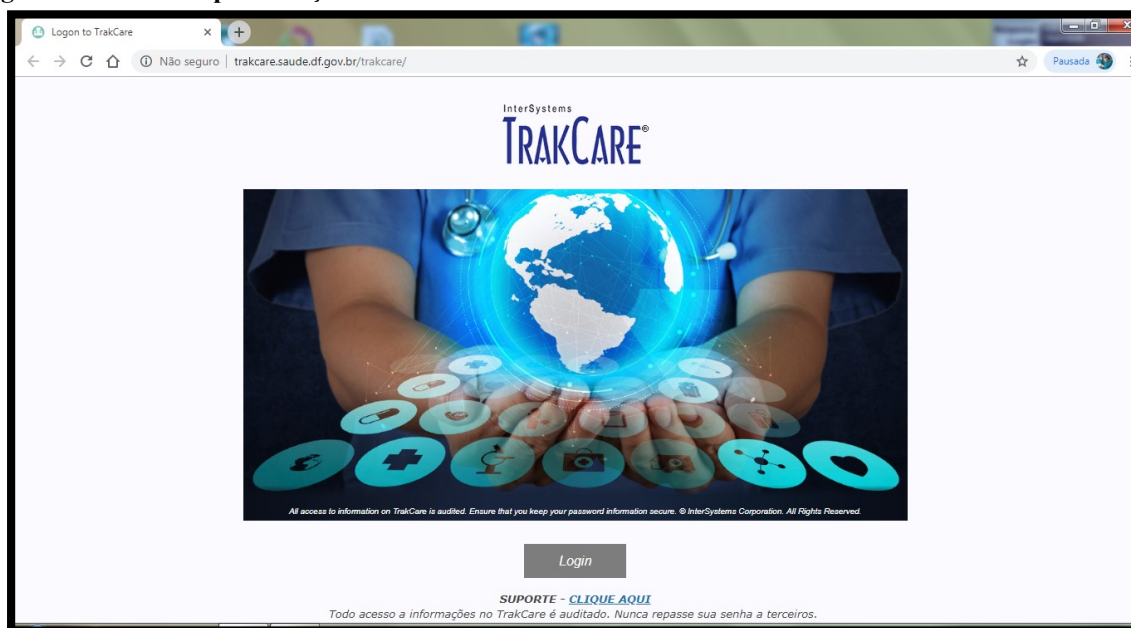 Logon to TrakCare
Não seguro | trakcare.saude.df.gov.br/trakcare/ Pausada
InterSystems
TRAKCARE®
All access to information on TrakCare is audited. Ensure that you keep your password information secure. © InterSystems Corporation. All Rights Reserved.
Login
SUPORTE - CLIQUE AQUI
Todo acesso a informações no TrakCare é auditado. Nunca repasse sua senha a terceiros.